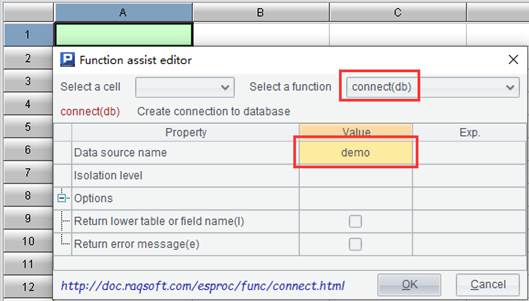 A B C
1
2
Function assist editor
3
Select a cell Select a function connect(db)
4
connect(db) Create connection to database
5
Property Value Exp.
6
Data source name demo
7
Isolation level
8
Options
9
Return lower table or field name(l)
10
Return error message(e)
11
12
http://doc.raqsoft.com/esproc/func/connect.html OK Cancel